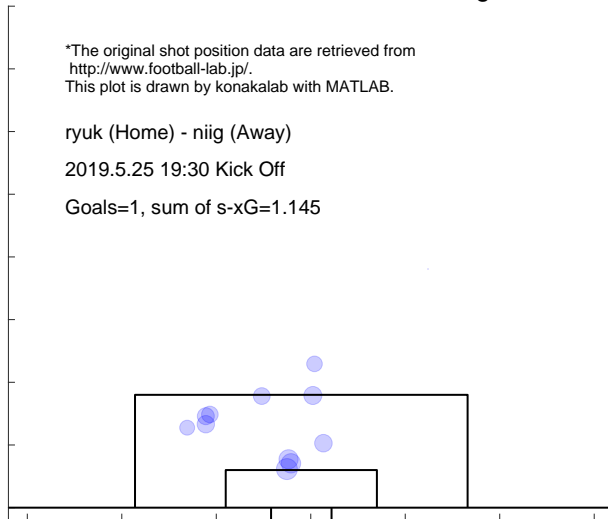 *The original shot position data are retrieved from
http://www.football-lab.jp/.
This plot is drawn by konakalab with MATLAB.
ryuk (Home) - niig (Away)
2019.5.25 19:30 Kick Off
Goals=1, sum of s-xG=1.145